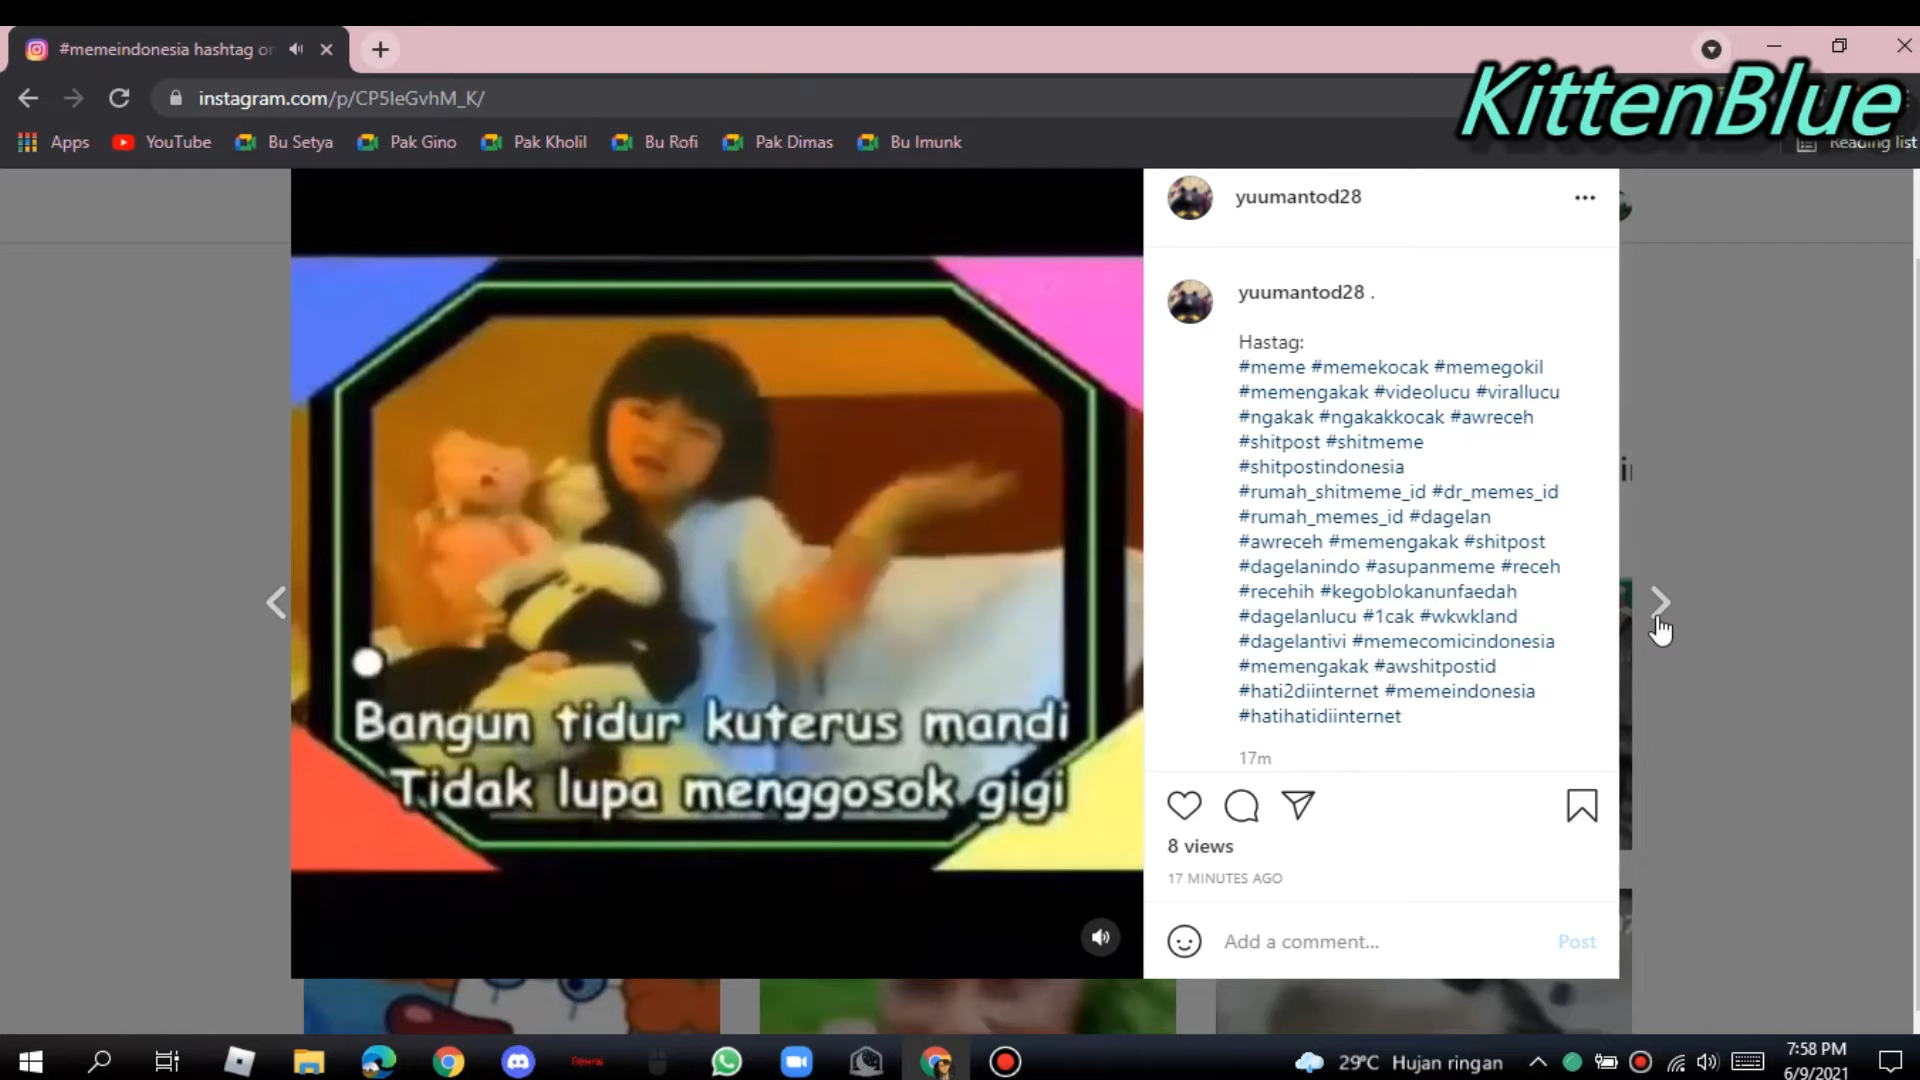 #memeindonesia hashtag or
KittenBlue
instagram.com/p/CP5IeGvhM_K/
Apps
YouTube
Bu Setya
Pak Gino
Pak Kholil
Bu Rofi
Pak Dimas
Bu Imunk
Reading list
yuumantod28
yuumantod28 .
Hastag:
#meme #memekocak #memegokil
#memengakak #videolucu #virallucu
#ngakak #ngakakkocak #awreceh
#shitpost #shitmeme
#shitpostindonesia
#rumah_shitmeme_id #dr_memes_id
#rumah_memes_id #dagelan
#awreceh #memengakak #shitpost
#dagelanindo #asupanmeme #receh
#recehih #kegoblokanunfaedah
#dagelanlucu #1cak #wkwkland
#dagelantivi #memecomicindonesia
#memengakak #awshitpostid
#hati2diinternet #memeindonesia
#hatihatidiinternet
17m
Bangun tidur kuterus mandi
Tidak lupa menggosok gigi
8 views
17 MINUTES AGO
Add a comment...
Post
29°C Hujan ringan
7:58 PM
6/9/2021